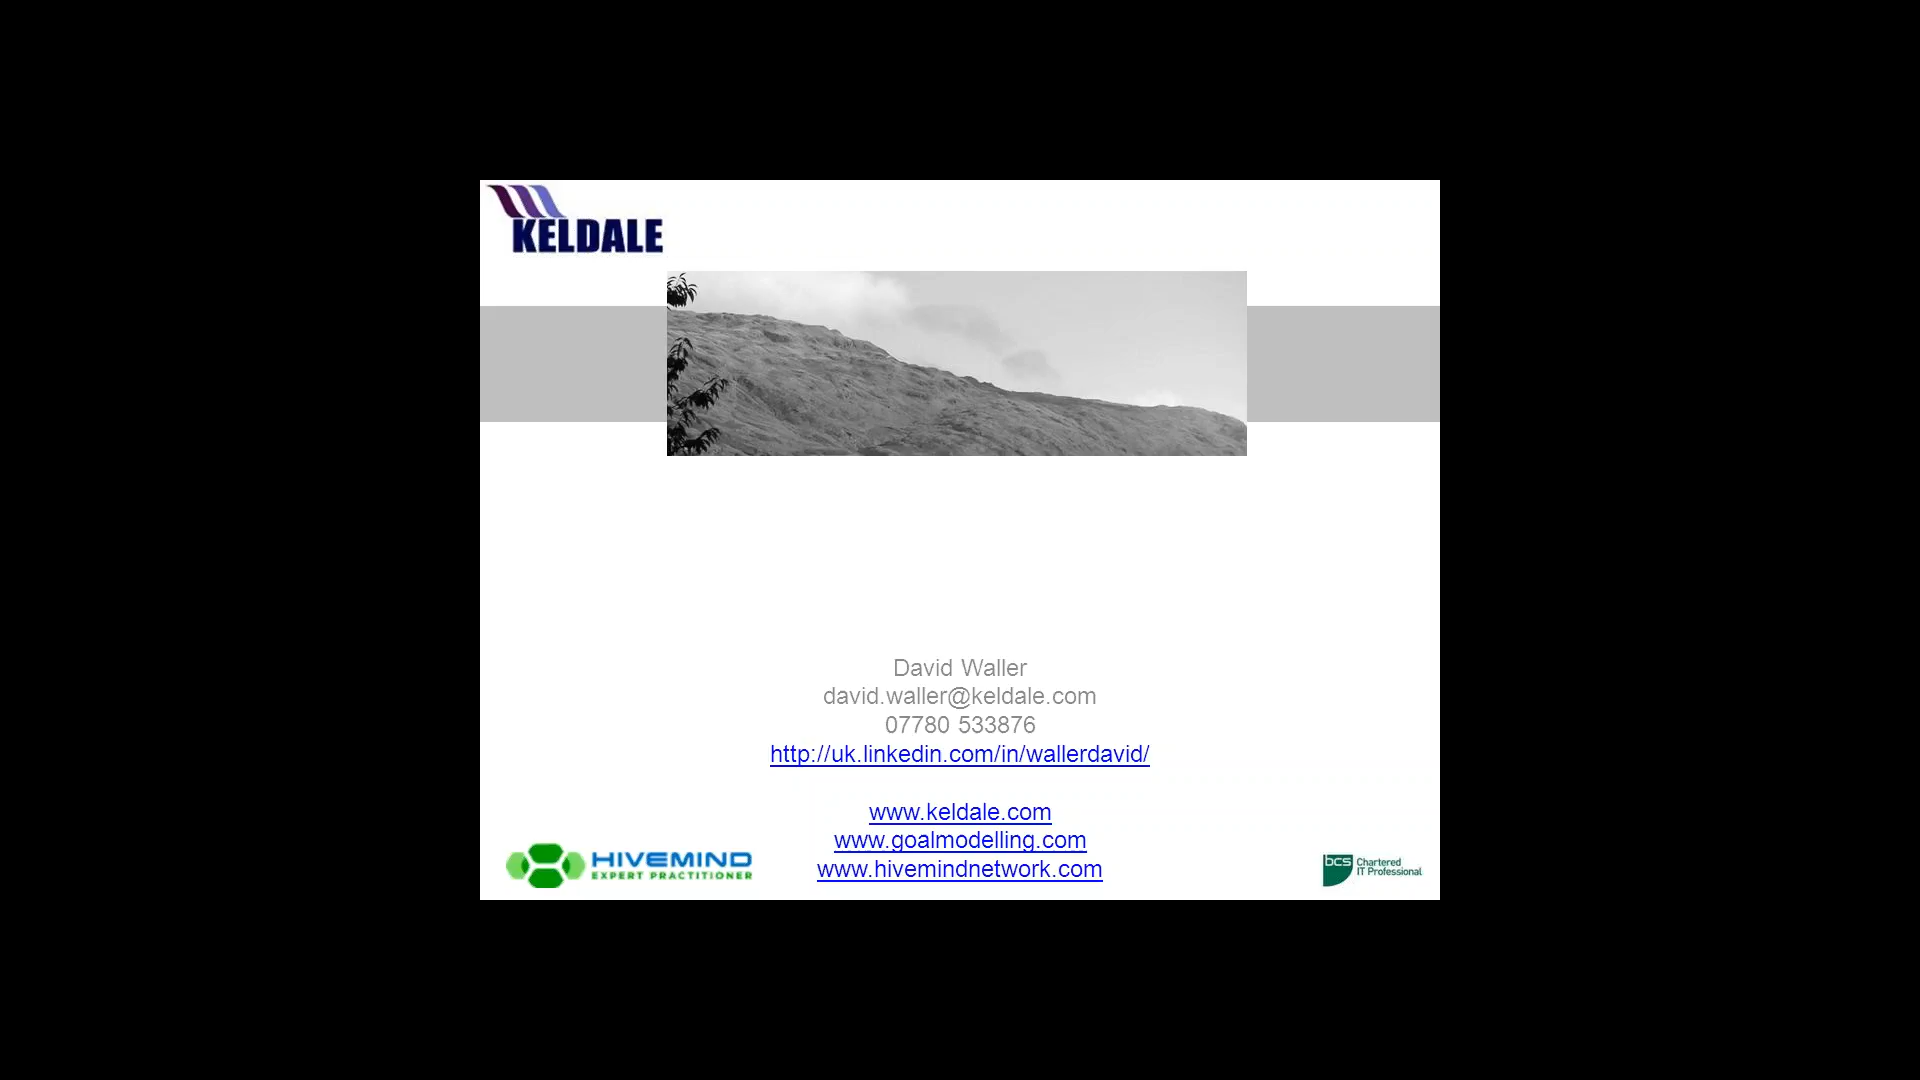 KELDALE
David Waller
david.waller@keldale.com
07780 533876
http://uk.linkedin.com/in/wallerdavid/
www.keldale.com
www.goalmodelling.com
www.hivemindnetwork.com
HIVEMIND
EXPERT PRACTITIONER
bcs
Chartered
IT Professional